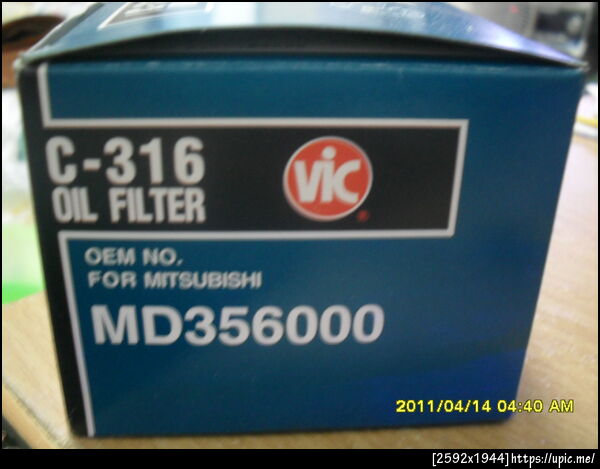 C-316
OIL FILTER
ViC
®
OEM NO.
FOR MITSUBISHI
MD356000
2011/04/14 04:40 AM
[2592x1944]https://upic.me/